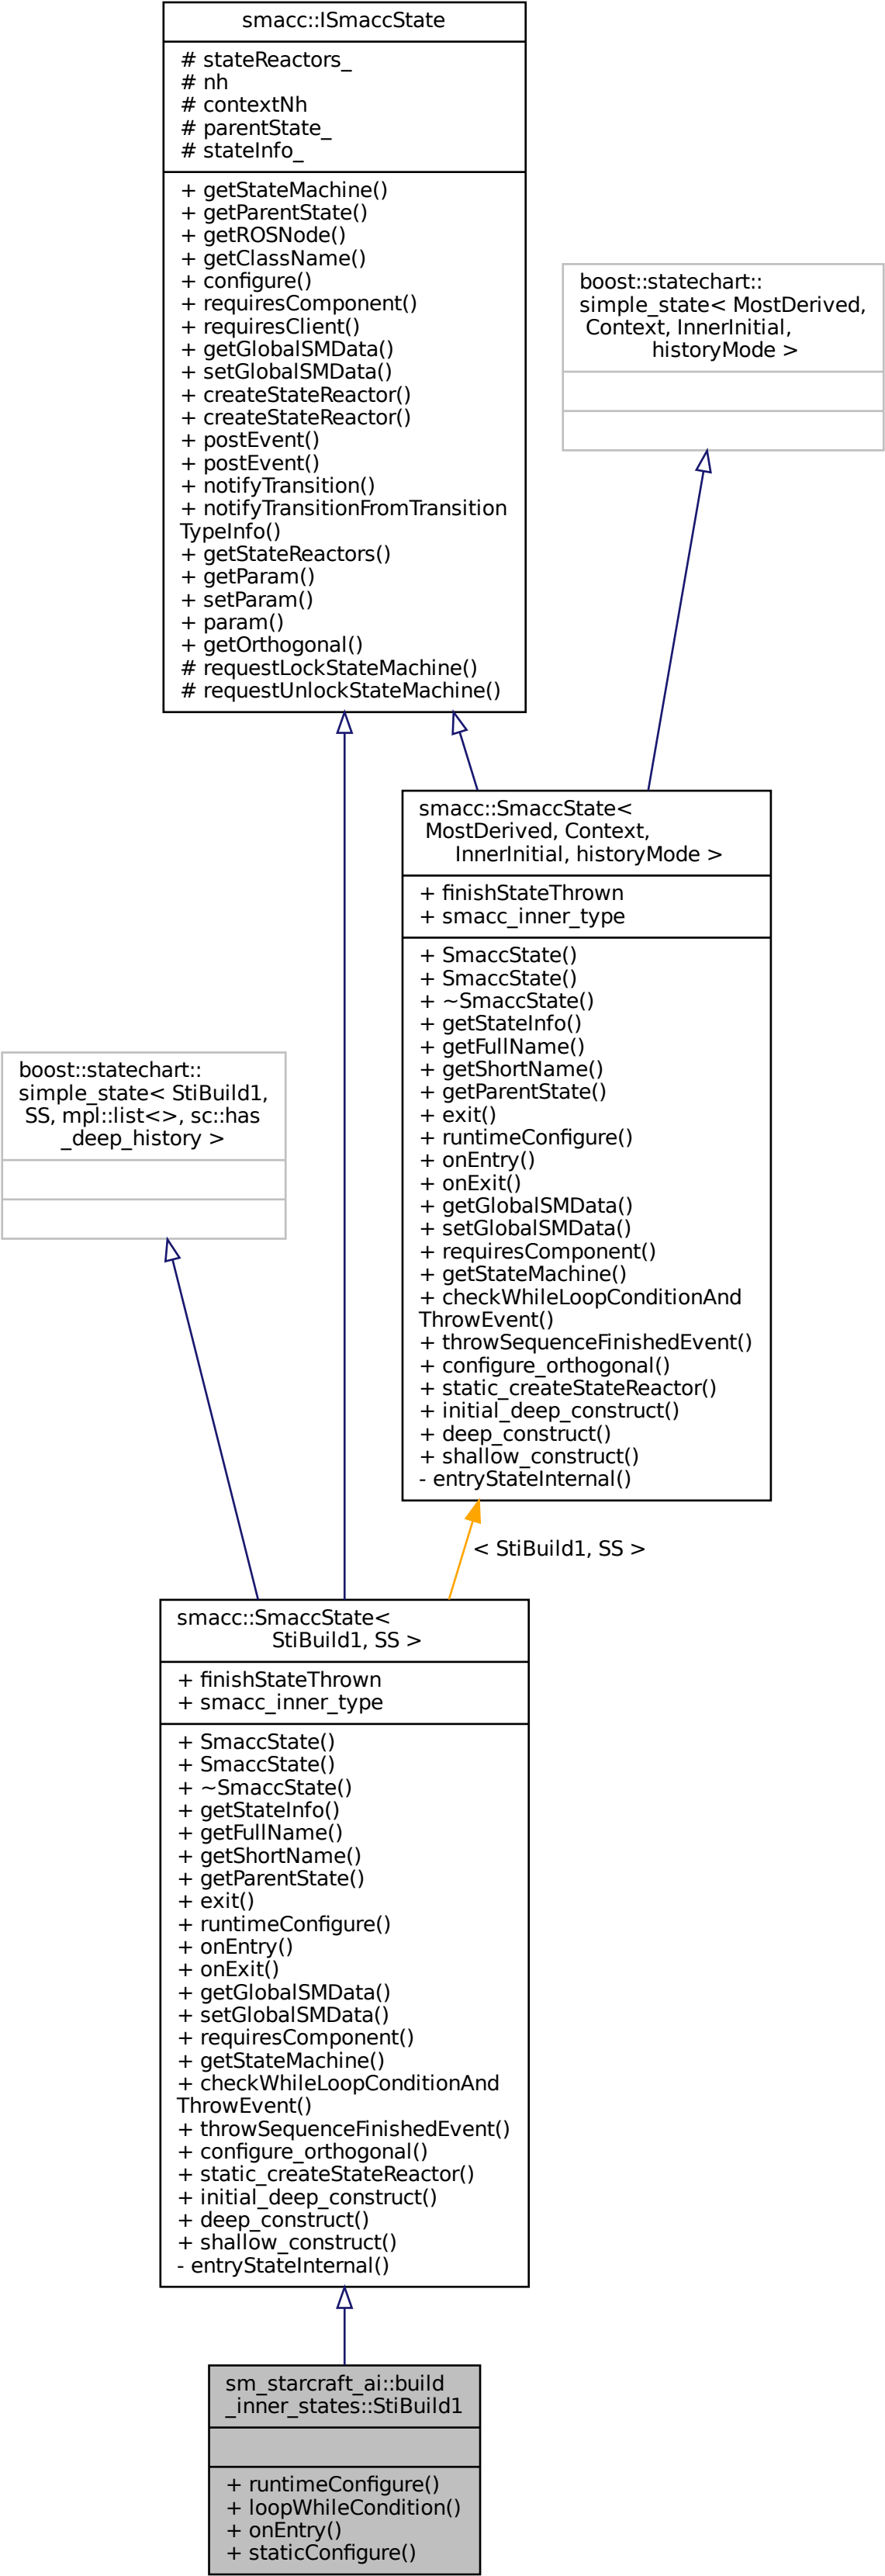 smacc::ISmaccState
# stateReactors_
# nh
# contextNh
# parentState_
# stateInfo_
+ getStateMachine()
+ getParentState()
+ getROSNode()
+ getClassName()
+ configure()
+ requiresComponent()
+ requiresClient()
+ getGlobalSMData()
+ setGlobalSMData()
+ createStateReactor()
+ createStateReactor()
+ postEvent()
+ postEvent()
+ notifyTransition()
+ notifyTransitionFromTransition
TypeInfo()
+ getStateReactors()
+ getParam()
+ setParam()
+ param()
+ getOrthogonal()
# requestLockStateMachine()
# requestUnlockStateMachine()
boost::statechart::
simple_state< MostDerived,
Context, InnerInitial,
historyMode >
smacc::SmaccState<
MostDerived, Context,
InnerInitial, historyMode >
+ finishStateThrown
+ smacc_inner_type
+ SmaccState()
+ SmaccState()
+ ~SmaccState()
+ getStateInfo()
+ getFullName()
+ getShortName()
+ getParentState()
+ exit()
+ runtimeConfigure()
+ onEntry()
+ onExit()
+ getGlobalSMData()
+ setGlobalSMData()
+ requiresComponent()
+ getStateMachine()
+ checkWhileLoopConditionAnd
ThrowEvent()
+ throwSequenceFinishedEvent()
+ configure_orthogonal()
+ static_createStateReactor()
+ initial_deep_construct()
+ deep_construct()
+ shallow_construct()
- entryStateInternal()
boost::statechart::
simple_state< StiBuild1,
SS, mpl::list<>, sc::has
_deep_history >
< StiBuild1, SS >
smacc::SmaccState<
StiBuild1, SS >
+ finishStateThrown
+ smacc_inner_type
+ SmaccState()
+ SmaccState()
+ ~SmaccState()
+ getStateInfo()
+ getFullName()
+ getShortName()
+ getParentState()
+ exit()
+ runtimeConfigure()
+ onEntry()
+ onExit()
+ getGlobalSMData()
+ setGlobalSMData()
+ requiresComponent()
+ getStateMachine()
+ checkWhileLoopConditionAnd
ThrowEvent()
+ throwSequenceFinishedEvent()
+ configure_orthogonal()
+ static_createStateReactor()
+ initial_deep_construct()
+ deep_construct()
+ shallow_construct()
- entryStateInternal()
sm_starcraft_ai::build
_inner_states::StiBuild1
+ runtimeConfigure()
+ loopWhileCondition()
+ onEntry()
+ staticConfigure()